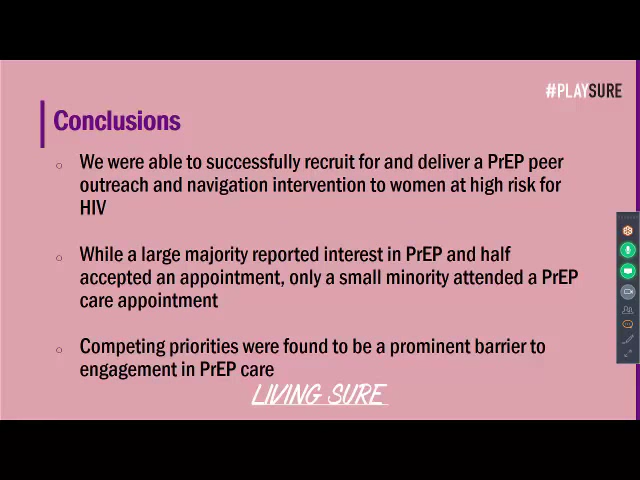 #PLAYSURE
Conclusions
We were able to successfully recruit for and deliver a PrEP peer
outreach and navigation intervention to women at high risk for
HIV
While a large majority reported interest in PrEP and half
accepted an appointment, only a small minority attended a PrEP
care appointment
Competing priorities were found to be a prominent barrier to
engagement in PrEP care
LIVING SURE